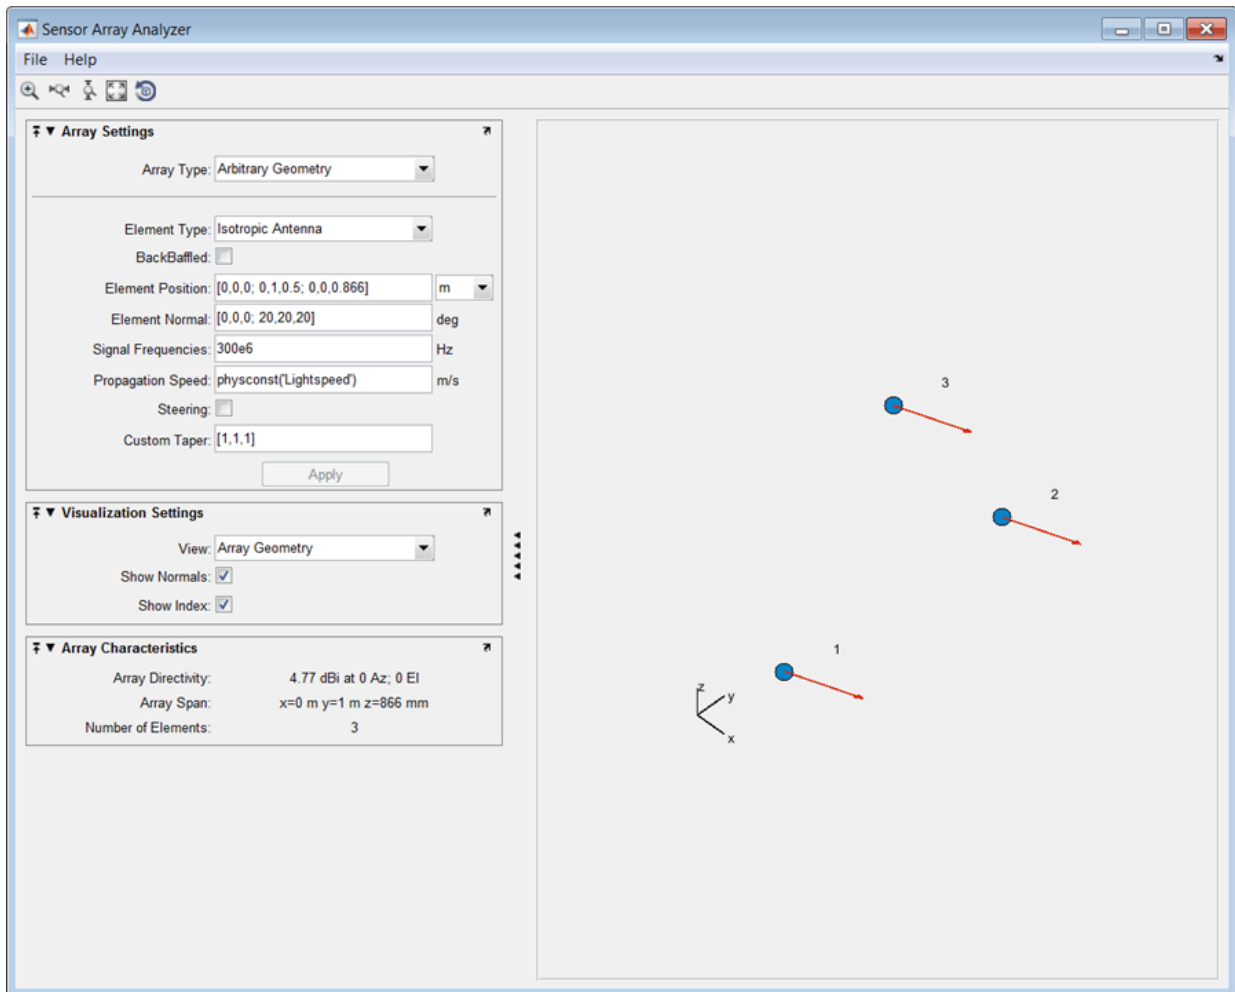 Sensor Array Analyzer
File Help
Array Settings
Array Type: Arbitrary Geometry
Element Type: Isotropic Antenna
BackBaffled:
Element Position: [0,0,0; 0,1,0.5; 0,0,0.866] m
Element Normal: [0,0,0; 20,20,20] deg
Signal Frequencies: 300e6 Hz
Propagation Speed: physconst('Lightspeed') m/s
Steering:
Custom Taper: [1,1,1]
Apply
Visualization Settings
View: Array Geometry
Show Normals:
Show Index:
Array Characteristics
Array Directivity: 4.77 dBi at 0 Az; 0 El
Array Span: x=0 m y=1 m z=866 mm
Number of Elements: 3
3
2
1
z
y
x